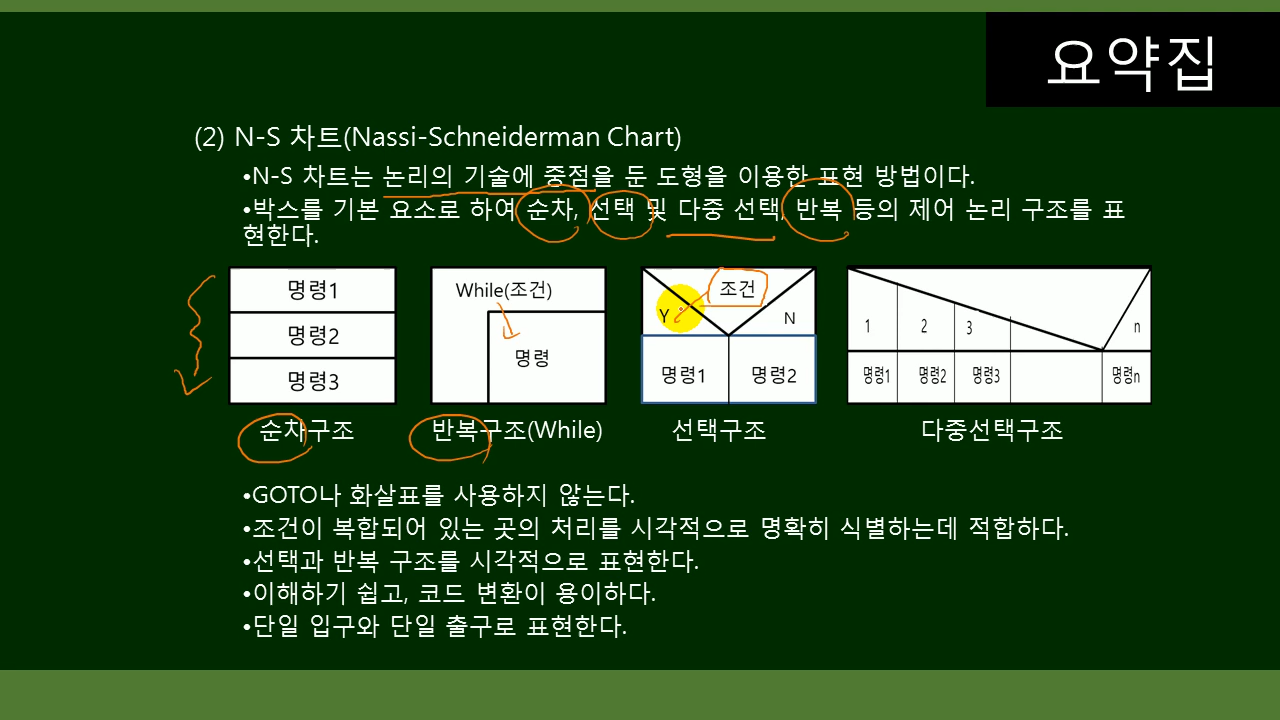 요약집
(2) N-S 차트(Nassi-Schneiderman Chart)
•N-S 차트는 논리의 기술에 중점을 둔 도형을 이용한 표현 방법이다.
•박스를 기본 요소로 하여 순차, 선택 및 다중 선택, 반복 등의 제어 논리 구조를 표
현한다.
명령1
명령2
명령3
순차구조
While(조건)
명령
반복구조(While)
조건
Y N
명령1 명령2
선택구조
1 2 3 n
명령1 명령2 명령3 명령n
다중선택구조
•GOTO나 화살표를 사용하지 않는다.
•조건이 복합되어 있는 곳의 처리를 시각적으로 명확히 식별하는데 적합하다.
•선택과 반복 구조를 시각적으로 표현한다.
•이해하기 쉽고, 코드 변환이 용이하다.
•단일 입구와 단일 출구로 표현한다.